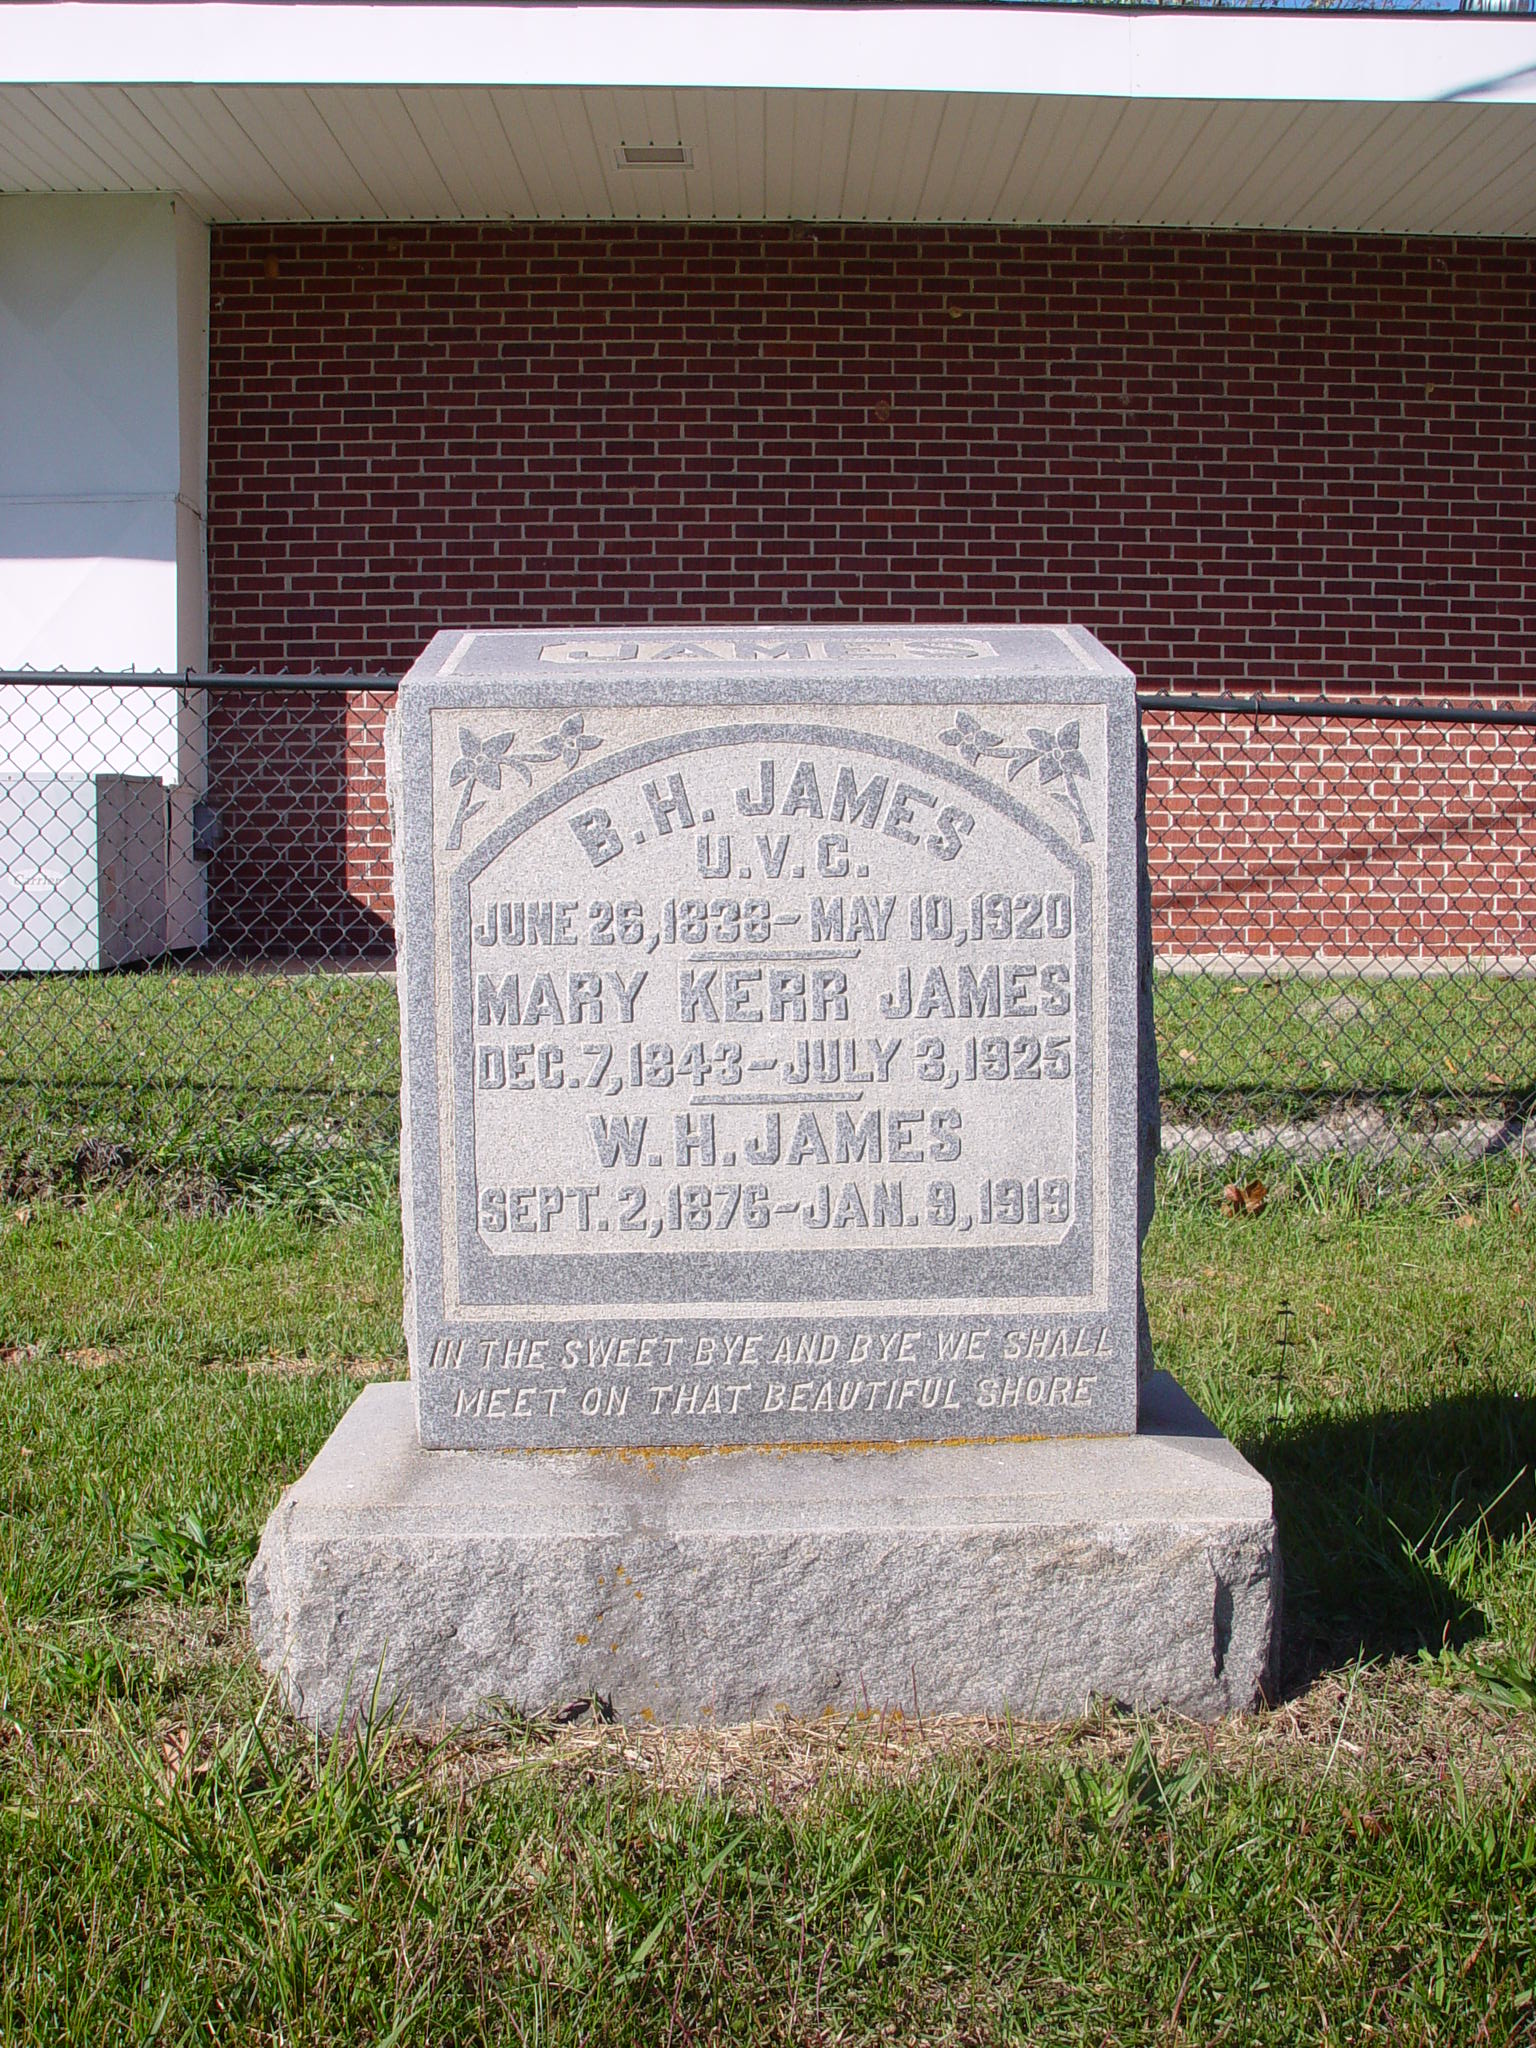 JAMES
B. H. JAMES
U. V. C.
JUNE 26, 1838 – MAY 10, 1920
MARY KERR JAMES
DEC. 7, 1843 – JULY 3, 1925
W. H. JAMES
SEPT. 2, 1876 – JAN. 9, 1919
IN THE SWEET BYE AND BYE WE SHALL
MEET ON THAT BEAUTIFUL SHORE
Carrier